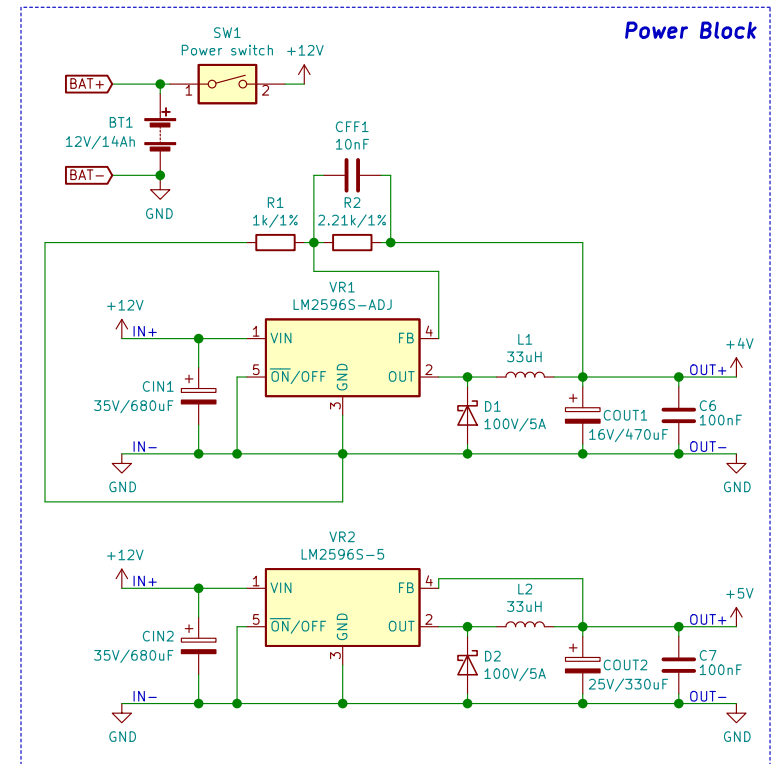 Power Block
SW1
Power switch
+12V
BAT+
1
2
+
BT1
12V/14Ah
BAT-
GND
CFF1
10nF
R1
1k/1%
R2
2.21k/1%
VR1
LM2596S-ADJ
+12V
IN+
1
VIN
FB
4
5
ON/OFF
GND
OUT
2
3
L1
33uH
+4V
OUT+
+
CIN1
35V/680uF
D1
100V/5A
+
COUT1
16V/470uF
C6
100nF
IN-
OUT-
GND
GND
VR2
LM2596S-5
+12V
IN+
1
VIN
FB
4
5
ON/OFF
GND
OUT
2
3
L2
33uH
+5V
OUT+
+
CIN2
35V/680uF
D2
100V/5A
+
COUT2
25V/330uF
C7
100nF
IN-
OUT-
GND
GND